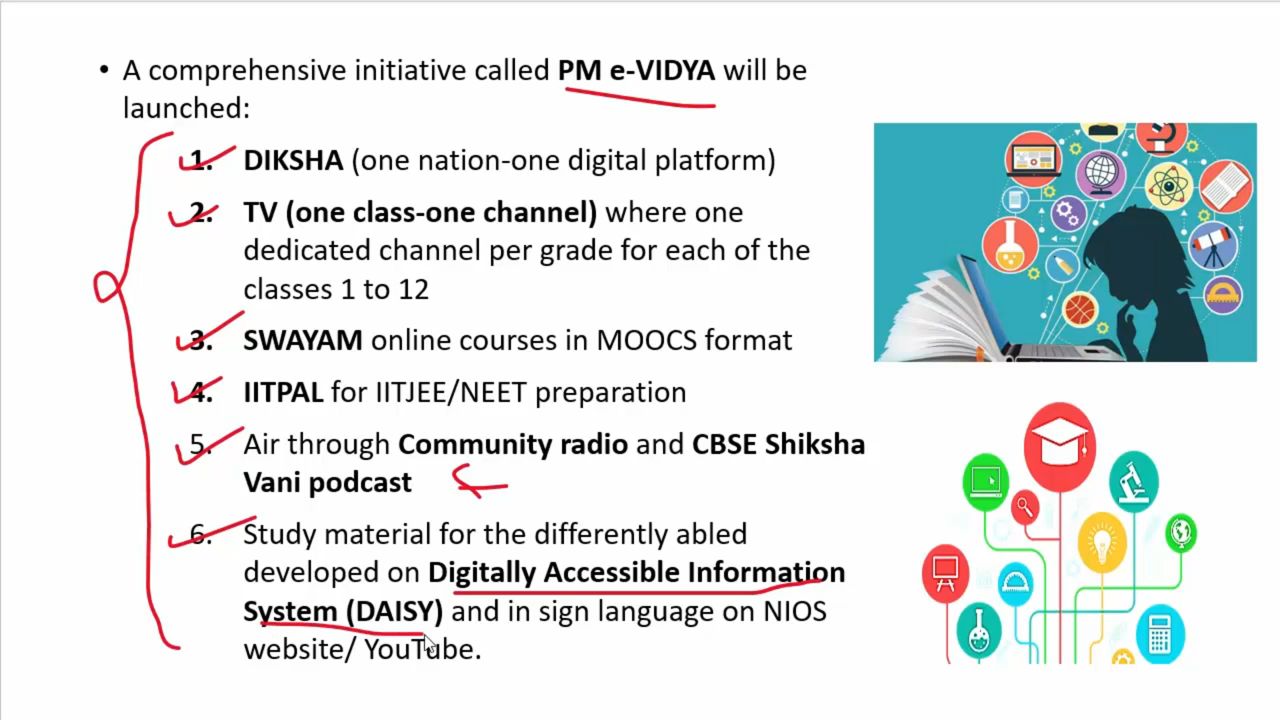 • A comprehensive initiative called PM e-VIDYA will be
launched:
1. DIKSHA (one nation-one digital platform)
2. TV (one class-one channel) where one
dedicated channel per grade for each of the
classes 1 to 12
3. SWAYAM online courses in MOOCS format
4. IITPAL for IITJEE/NEET preparation
5. Air through Community radio and CBSE Shiksha
Vani podcast
6. Study material for the differently abled
developed on Digitally Accessible Information
System (DAISY) and in sign language on NIOS
website/ YouTube.